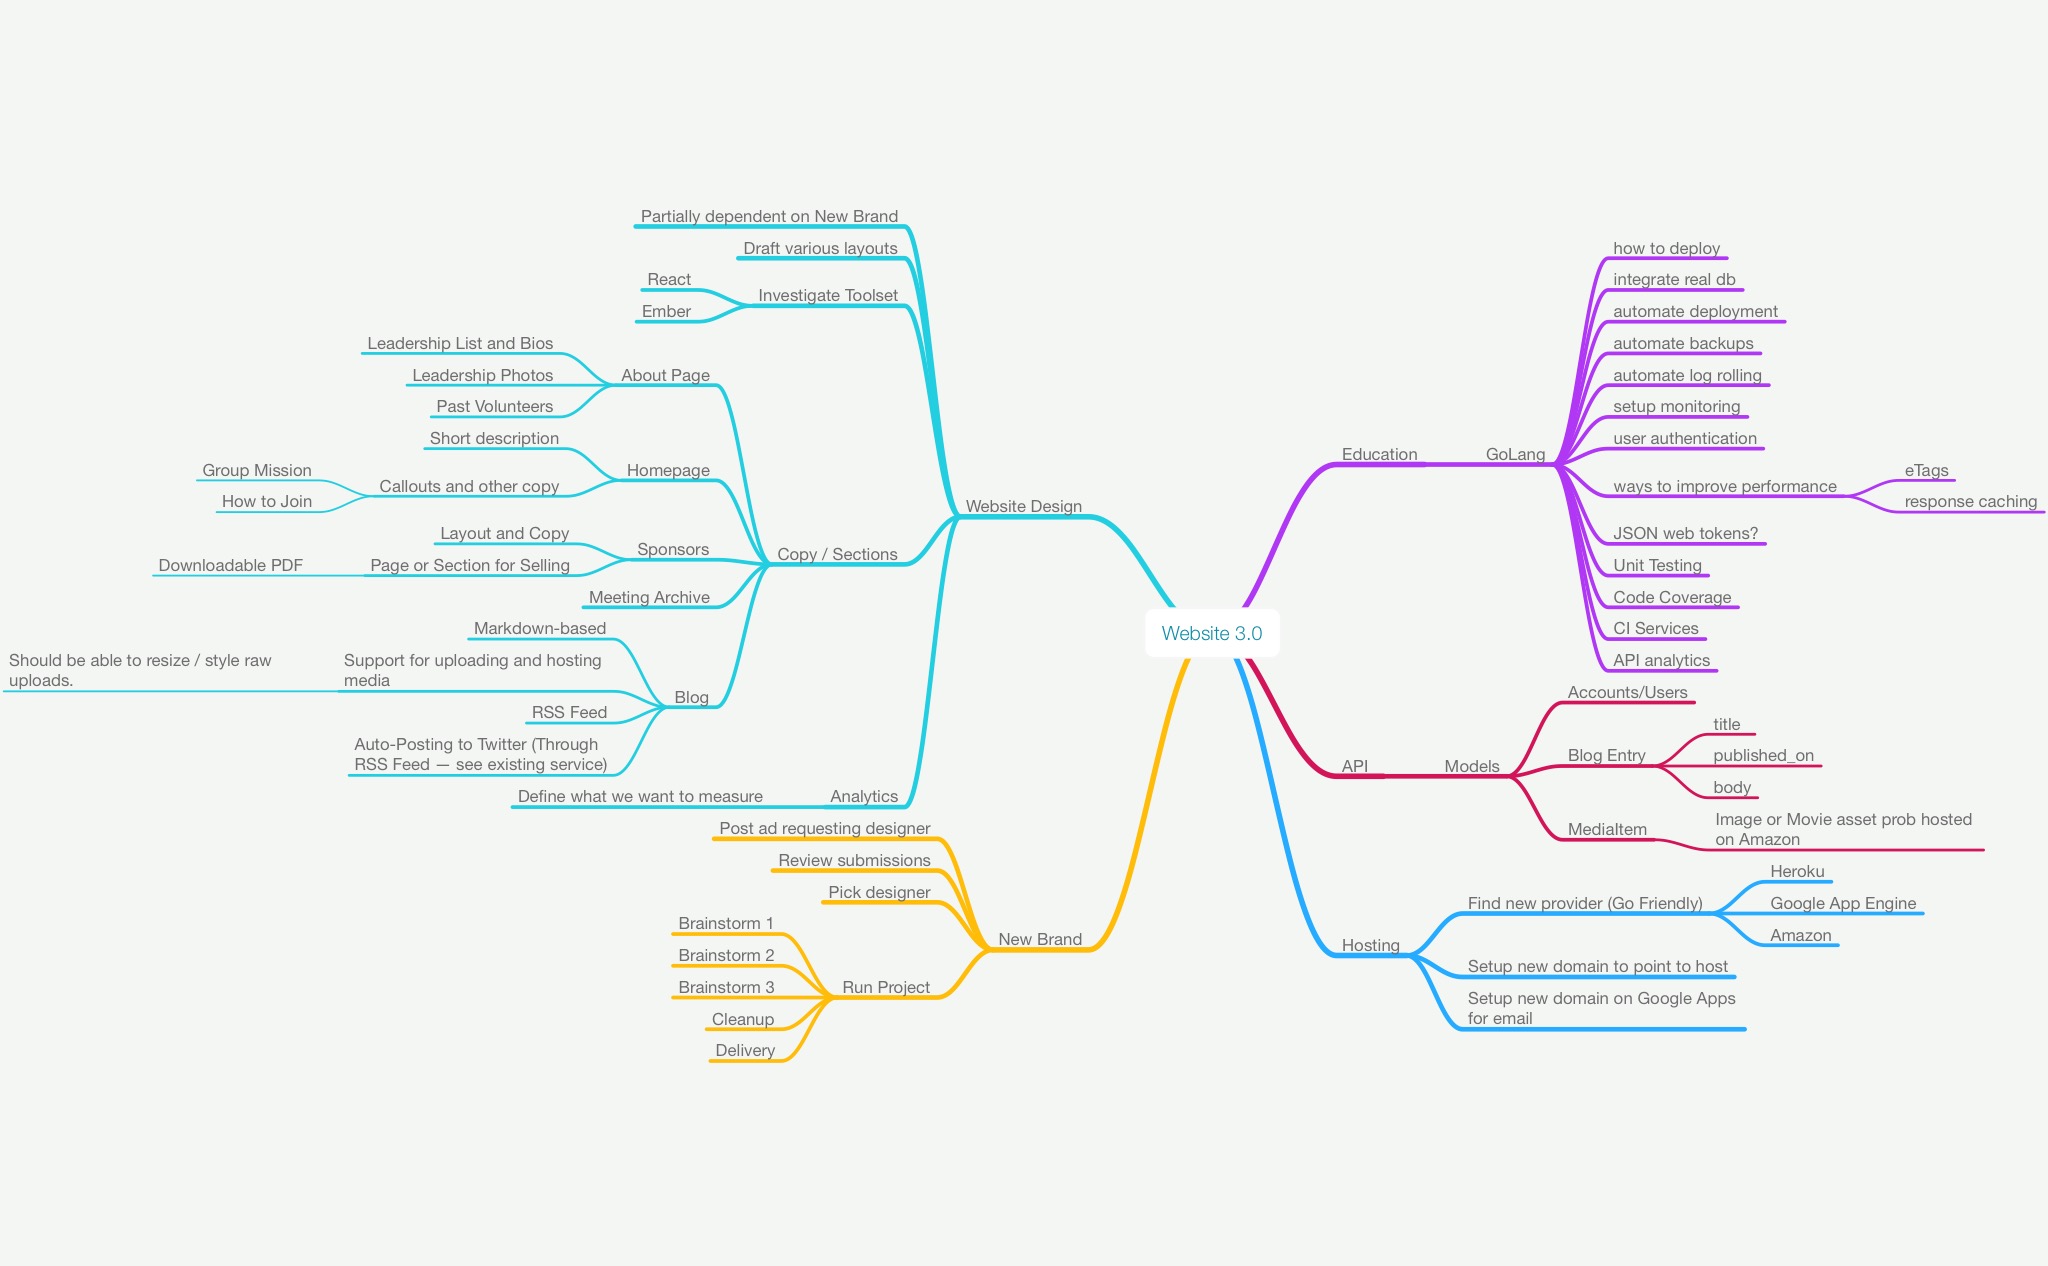 Website 3.0
Website Design
Partially dependent on New Brand
Draft various layouts
Investigate Toolset
React
Ember
Copy / Sections
About Page
Leadership List and Bios
Leadership Photos
Past Volunteers
Homepage
Short description
Callouts and other copy
Group Mission
How to Join
Sponsors
Layout and Copy
Page or Section for Selling
Downloadable PDF
Meeting Archive
Blog
Markdown-based
Support for uploading and hosting
media
Should be able to resize / style raw
uploads.
RSS Feed
Auto-Posting to Twitter (Through
RSS Feed — see existing service)
Analytics
Define what we want to measure
New Brand
Post ad requesting designer
Review submissions
Pick designer
Run Project
Brainstorm 1
Brainstorm 2
Brainstorm 3
Cleanup
Delivery
Education
GoLang
how to deploy
integrate real db
automate deployment
automate backups
automate log rolling
setup monitoring
user authentication
ways to improve performance
eTags
response caching
JSON web tokens?
Unit Testing
Code Coverage
CI Services
API analytics
API
Models
Accounts/Users
Blog Entry
title
published_on
body
MediaItem
Image or Movie asset prob hosted
on Amazon
Hosting
Find new provider (Go Friendly)
Heroku
Google App Engine
Amazon
Setup new domain to point to host
Setup new domain on Google Apps
for email